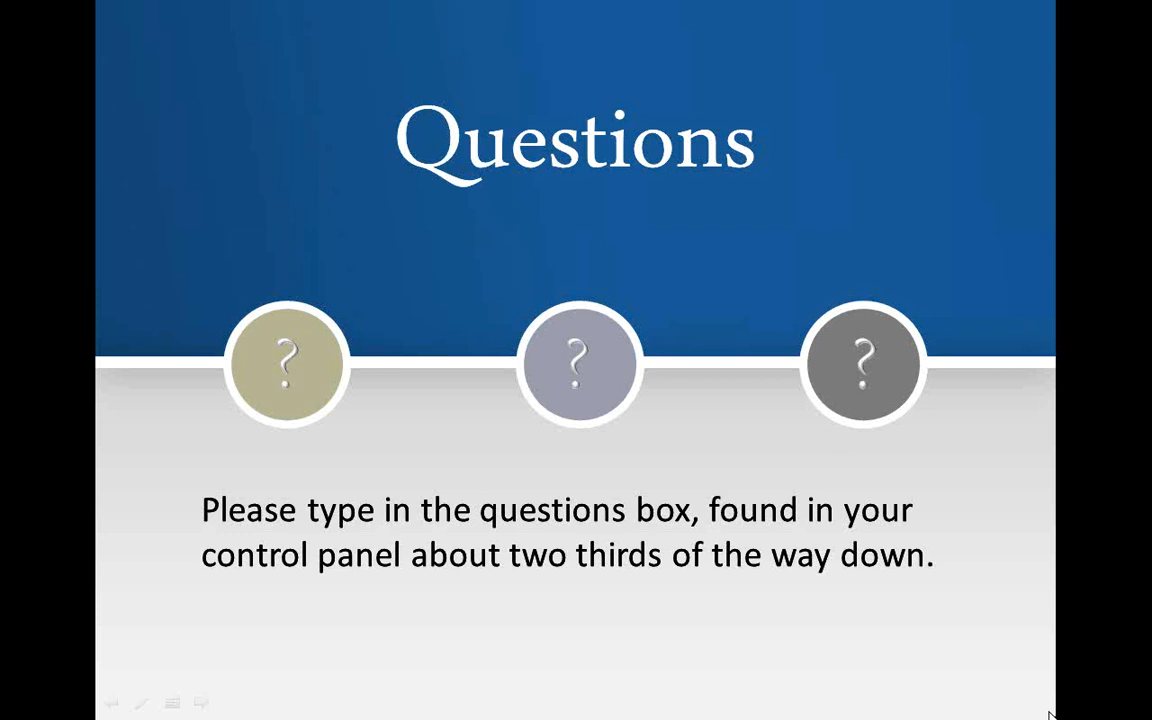 Questions
? ? ?
Please type in the questions box, found in your
control panel about two thirds of the way down.